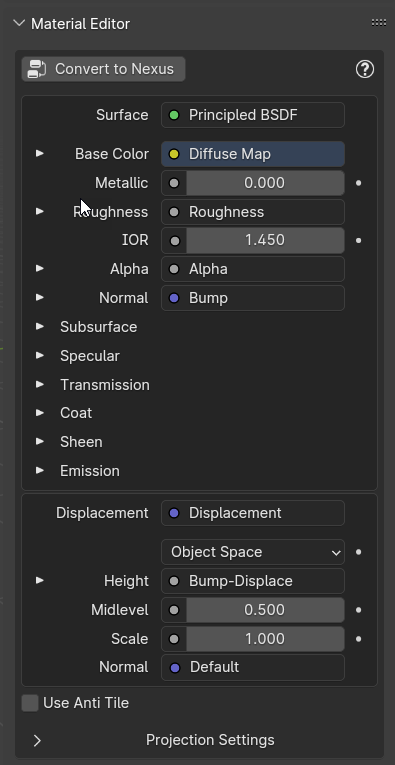 Material Editor
Convert to Nexus
Surface Principled BSDF
Base Color Diffuse Map
Metallic 0.000
Roughness Roughness
IOR 1.450
Alpha Alpha
Normal Bump
Subsurface
Specular
Transmission
Coat
Sheen
Emission
Displacement Displacement
Object Space
Height Bump-Displace
Midlevel 0.500
Scale 1.000
Normal Default
Use Anti Tile
Projection Settings